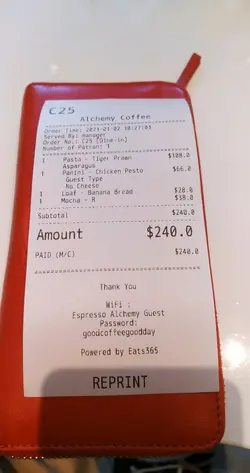 C25
Alchemy Coffee
Order Time: 2021-01-02 10:27:03
Served By: manager
Order No.: C25 [Dine-in]
Number of Patran: 1
1 Pasta - Tiger Prawn $108.0
Asparagus
1 Panini - Chicken Pesto $66.0
Guest Type
No Cheese
1 Loaf - Banana Bread $28.0
1 Mocha - R $38.0
Subtotal $240.0
Amount $240.0
PAID (M/C) $240.0
Thank You
WiFi :
Espresso Alchemy Guest
Password:
goodcoffeegoodday
Powered by Eats365
REPRINT